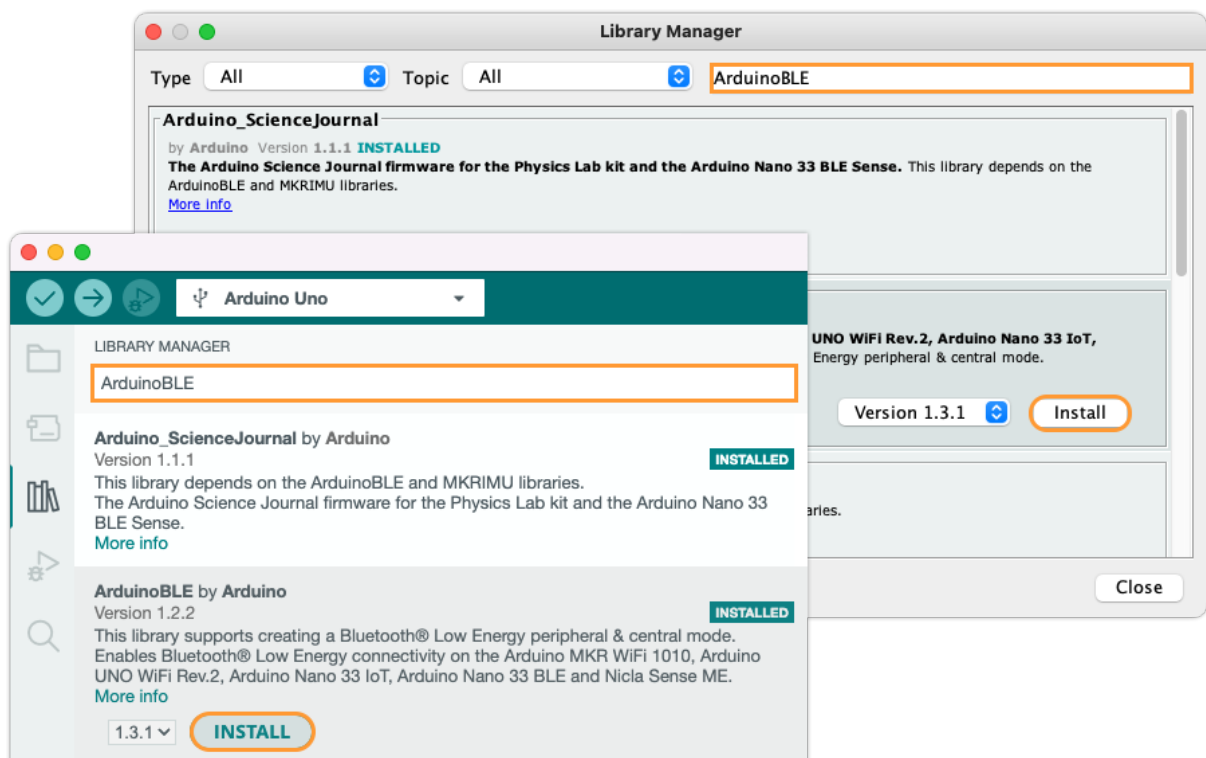 Library Manager
Type All Topic All ArduinoBLE
Arduino_ScienceJournal
by Arduino Version 1.1.1 INSTALLED
The Arduino Science Journal firmware for the Physics Lab kit and the Arduino Nano 33 BLE Sense. This library depends on the
ArduinoBLE and MKRIMU libraries.
More info
UNO WiFi Rev.2, Arduino Nano 33 IoT,
Energy peripheral & central mode.
Version 1.3.1 Install
aries.
Close
Arduino Uno
LIBRARY MANAGER
ArduinoBLE
Arduino_ScienceJournal by Arduino
Version 1.1.1
INSTALLED
This library depends on the ArduinoBLE and MKRIMU libraries.
The Arduino Science Journal firmware for the Physics Lab kit and the Arduino Nano 33
BLE Sense.
More info
ArduinoBLE by Arduino
Version 1.2.2
INSTALLED
This library supports creating a Bluetooth® Low Energy peripheral & central mode.
Enables Bluetooth® Low Energy connectivity on the Arduino MKR WiFi 1010, Arduino
UNO WiFi Rev.2, Arduino Nano 33 IoT, Arduino Nano 33 BLE and Nicla Sense ME.
More info
1.3.1 INSTALL